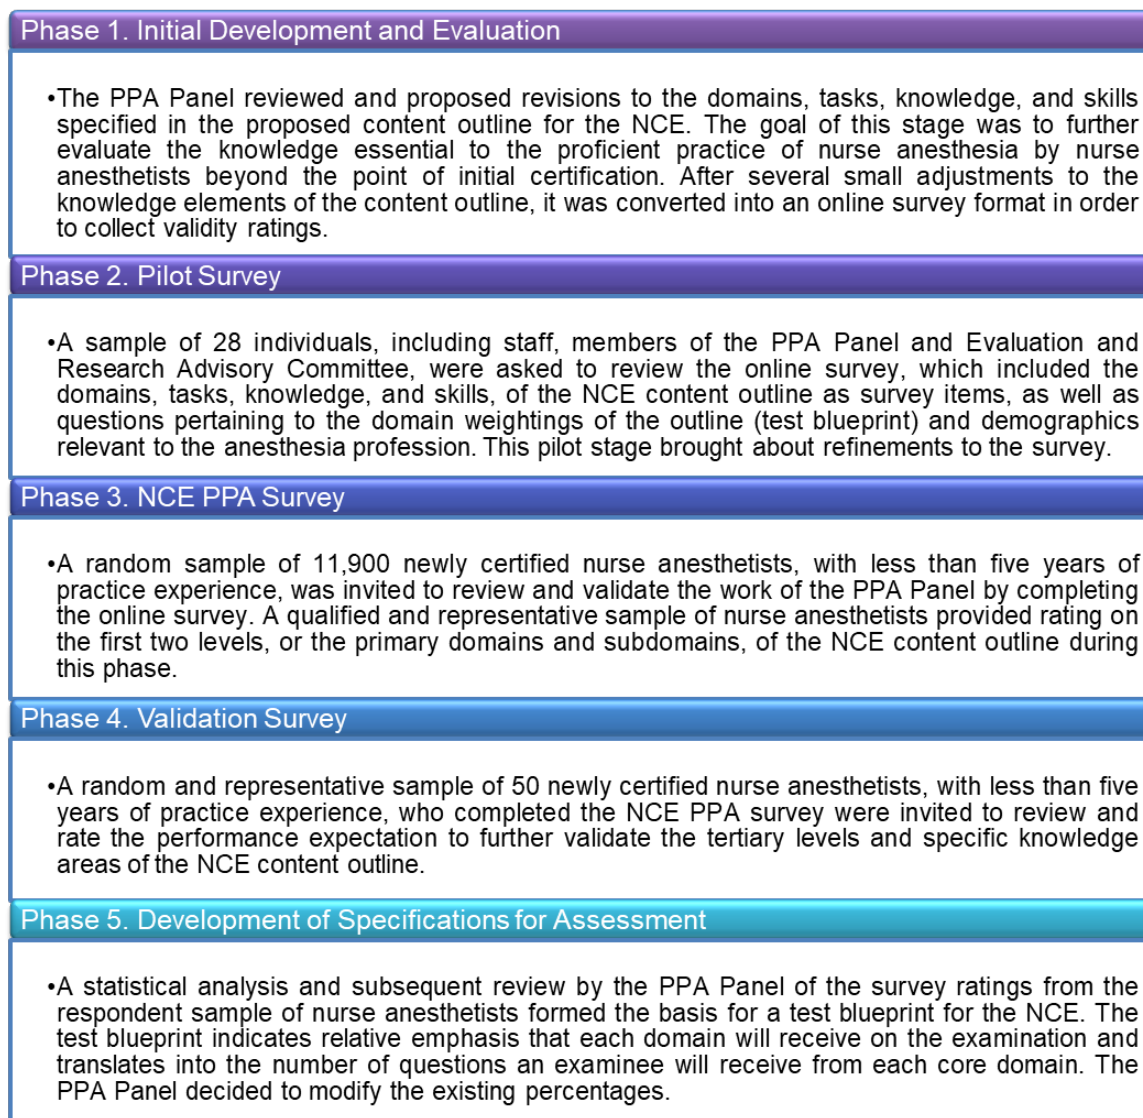 Phase 1. Initial Development and Evaluation
•The PPA Panel reviewed and proposed revisions to the domains, tasks, knowledge, and skills
specified in the proposed content outline for the NCE. The goal of this stage was to further
evaluate the knowledge essential to the proficient practice of nurse anesthesia by nurse
anesthetists beyond the point of initial certification. After several small adjustments to the
knowledge elements of the content outline, it was converted into an online survey format in order
to collect validity ratings.
Phase 2. Pilot Survey
•A sample of 28 individuals, including staff, members of the PPA Panel and Evaluation and
Research Advisory Committee, were asked to review the online survey, which included the
domains, tasks, knowledge, and skills, of the NCE content outline as survey items, as well as
questions pertaining to the domain weightings of the outline (test blueprint) and demographics
relevant to the anesthesia profession. This pilot stage brought about refinements to the survey.
Phase 3. NCE PPA Survey
•A random sample of 11,900 newly certified nurse anesthetists, with less than five years of
practice experience, was invited to review and validate the work of the PPA Panel by completing
the online survey. A qualified and representative sample of nurse anesthetists provided rating on
the first two levels, or the primary domains and subdomains, of the NCE content outline during
this phase.
Phase 4. Validation Survey
•A random and representative sample of 50 newly certified nurse anesthetists, with less than five
years of practice experience, who completed the NCE PPA survey were invited to review and
rate the performance expectation to further validate the tertiary levels and specific knowledge
areas of the NCE content outline.
Phase 5. Development of Specifications for Assessment
•A statistical analysis and subsequent review by the PPA Panel of the survey ratings from the
respondent sample of nurse anesthetists formed the basis for a test blueprint for the NCE. The
test blueprint indicates relative emphasis that each domain will receive on the examination and
translates into the number of questions an examinee will receive from each core domain. The
PPA Panel decided to modify the existing percentages.